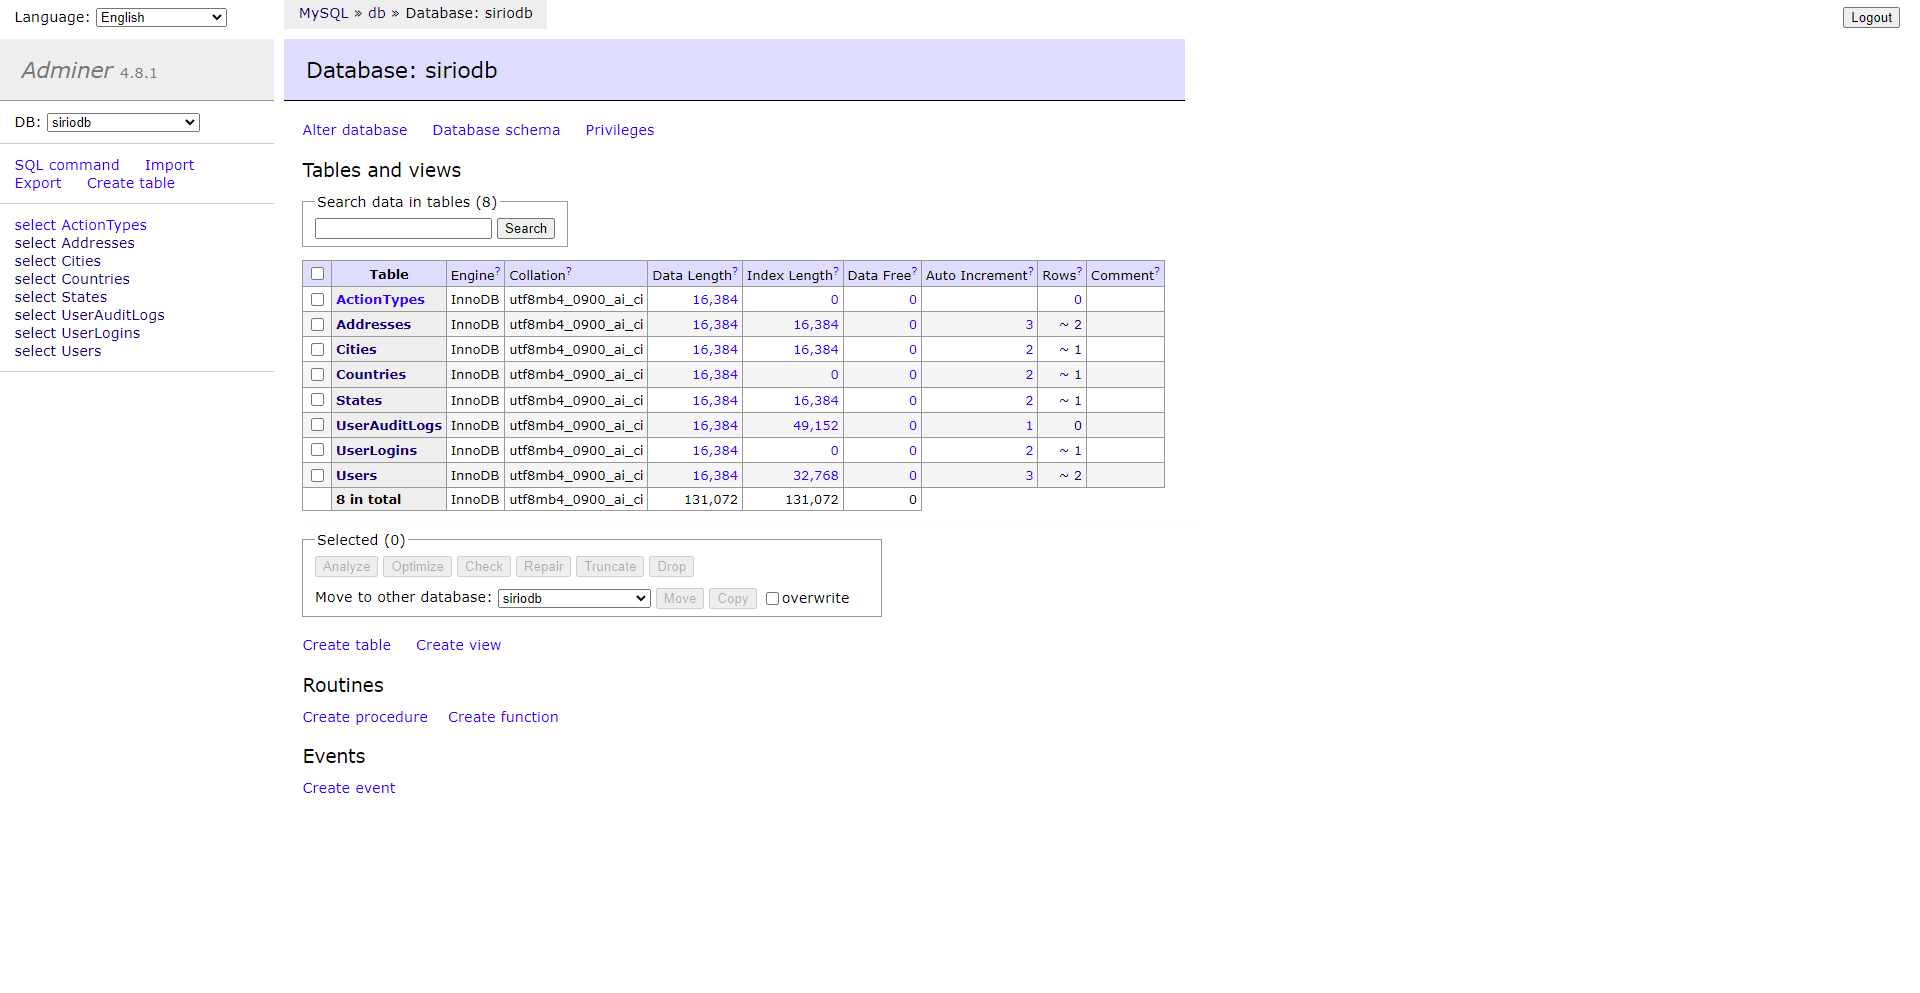 Language: English
MySQL » db » Database: siriodb
Logout
Adminer 4.8.1
DB: siriodb
SQL command Import
Export Create table
select ActionTypes
select Addresses
select Cities
select Countries
select States
select UserAuditLogs
select UserLogins
select Users
Database: siriodb
Alter database Database schema Privileges
Tables and views
Search data in tables (8)
Search
Table Engine? Collation? Data Length? Index Length? Data Free? Auto Increment? Rows? Comment?
ActionTypes InnoDB utf8mb4_0900_ai_ci 16,384 0 0 0
Addresses InnoDB utf8mb4_0900_ai_ci 16,384 16,384 0 3 ~ 2
Cities InnoDB utf8mb4_0900_ai_ci 16,384 16,384 0 2 ~ 1
Countries InnoDB utf8mb4_0900_ai_ci 16,384 0 0 2 ~ 1
States InnoDB utf8mb4_0900_ai_ci 16,384 16,384 0 2 ~ 1
UserAuditLogs InnoDB utf8mb4_0900_ai_ci 16,384 49,152 0 1 0
UserLogins InnoDB utf8mb4_0900_ai_ci 16,384 0 0 2 ~ 1
Users InnoDB utf8mb4_0900_ai_ci 16,384 32,768 0 3 ~ 2
8 in total InnoDB utf8mb4_0900_ai_ci 131,072 131,072 0
Selected (0)
Analyze Optimize Check Repair Truncate Drop
Move to other database: siriodb Move Copy overwrite
Create table Create view
Routines
Create procedure Create function
Events
Create event